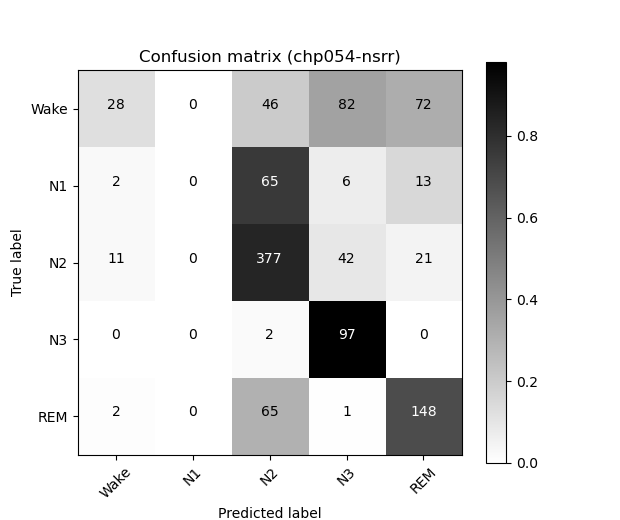 Confusion matrix (chp054-nsrr)
Wake 28 0 46 82 72
N1 2 0 65 6 13
N2 11 0 377 42 21
N3 0 0 2 97 0
REM 2 0 65 1 148
Wake N1 N2 N3 REM
Predicted label
True label
0.8
0.6
0.4
0.2
0.0